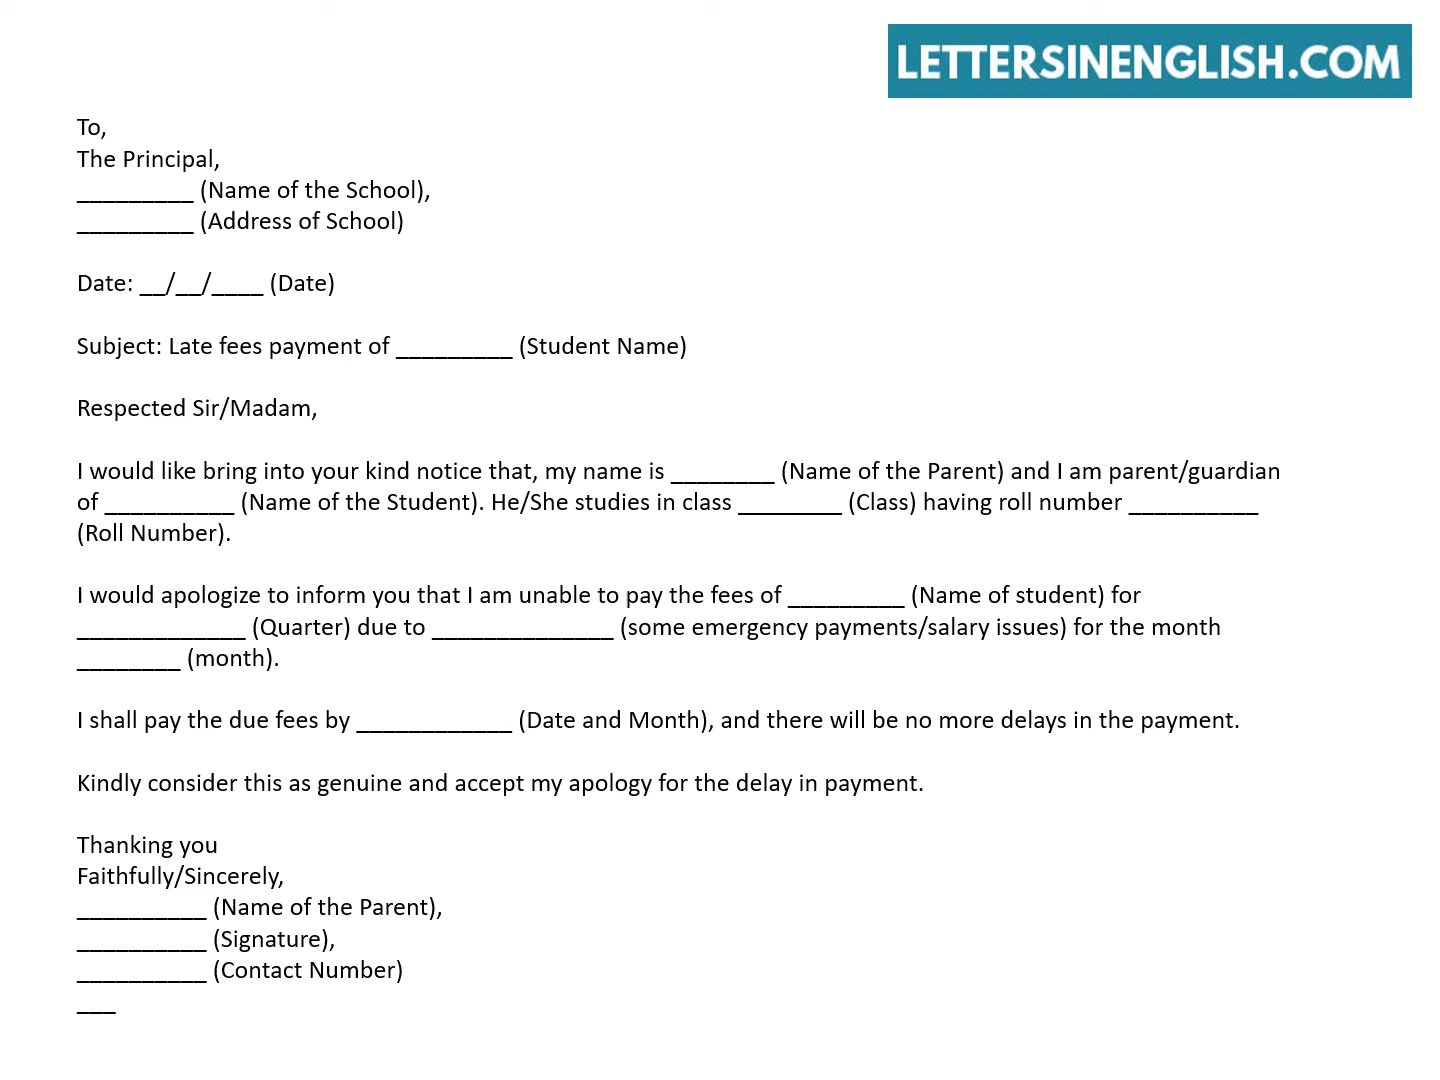 LETTERSINENGLISH.COM
To,
The Principal,
_________ (Name of the School),
_________ (Address of School)
Date: __/__/____ (Date)
Subject: Late fees payment of _________ (Student Name)
Respected Sir/Madam,
I would like bring into your kind notice that, my name is ________ (Name of the Parent) and I am parent/guardian
of __________ (Name of the Student). He/She studies in class ________ (Class) having roll number __________
(Roll Number).
I would apologize to inform you that I am unable to pay the fees of _________ (Name of student) for
_____________ (Quarter) due to ______________ (some emergency payments/salary issues) for the month
________ (month).
I shall pay the due fees by ____________ (Date and Month), and there will be no more delays in the payment.
Kindly consider this as genuine and accept my apology for the delay in payment.
Thanking you
Faithfully/Sincerely,
__________ (Name of the Parent),
__________ (Signature),
__________ (Contact Number)
___